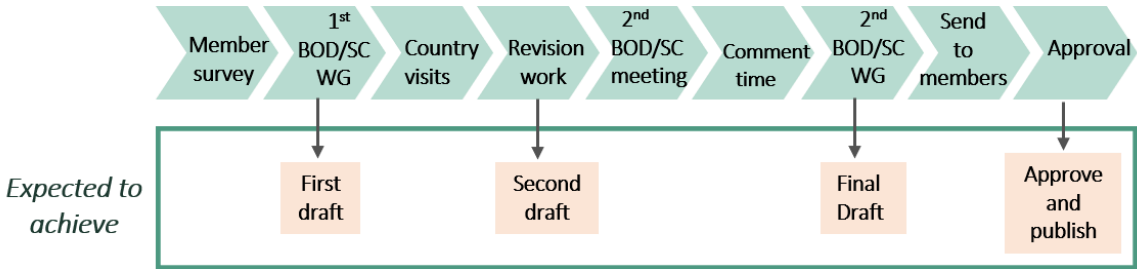 Member
survey
1st
BOD/SC
WG
Country
visits
Revision
work
2nd
BOD/SC
meeting
Comment
time
2nd
BOD/SC
WG
Send
to
members
Approval
Expected to
achieve
First
draft
Second
draft
Final
Draft
Approve
and
publish